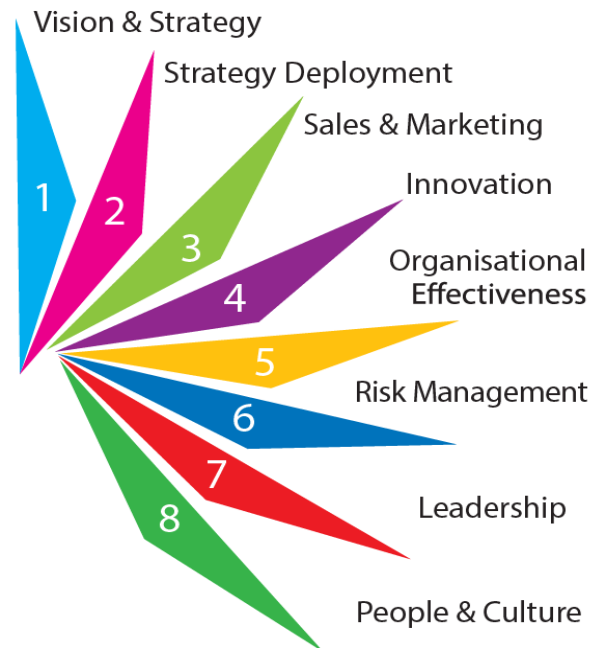 Vision & Strategy
Strategy Deployment
Sales & Marketing
Innovation
Organisational
Effectiveness
Risk Management
Leadership
People & Culture
1
2
3
4
5
6
7
8